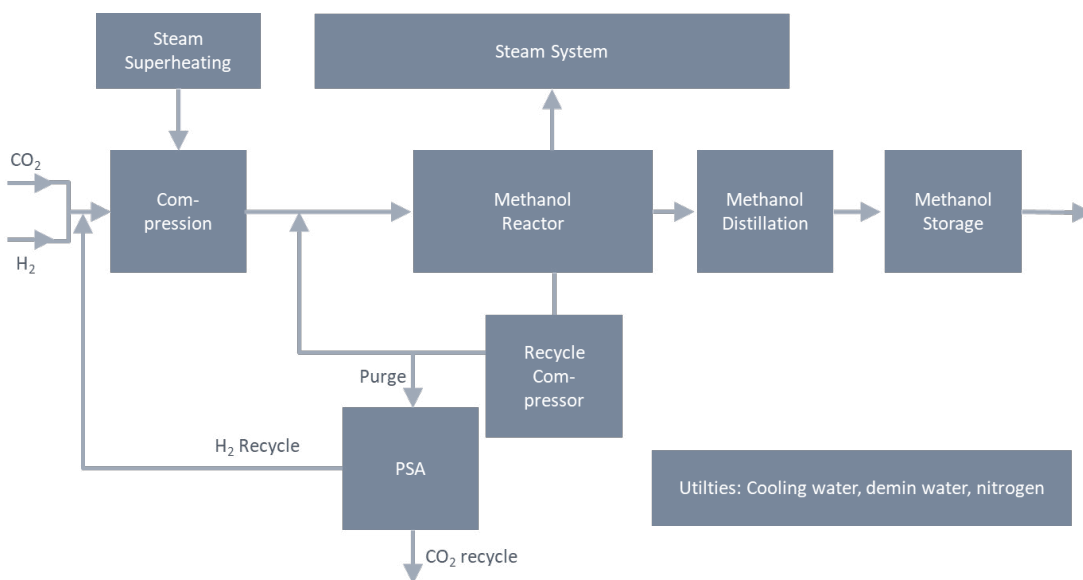 Steam
Superheating
Steam System
CO₂
H₂
Com-
pression
Methanol
Reactor
Methanol
Distillation
Methanol
Storage
Recycle
Com-
pressor
Purge
H₂ Recycle
PSA
Utilties: Cooling water, demin water, nitrogen
CO₂ recycle